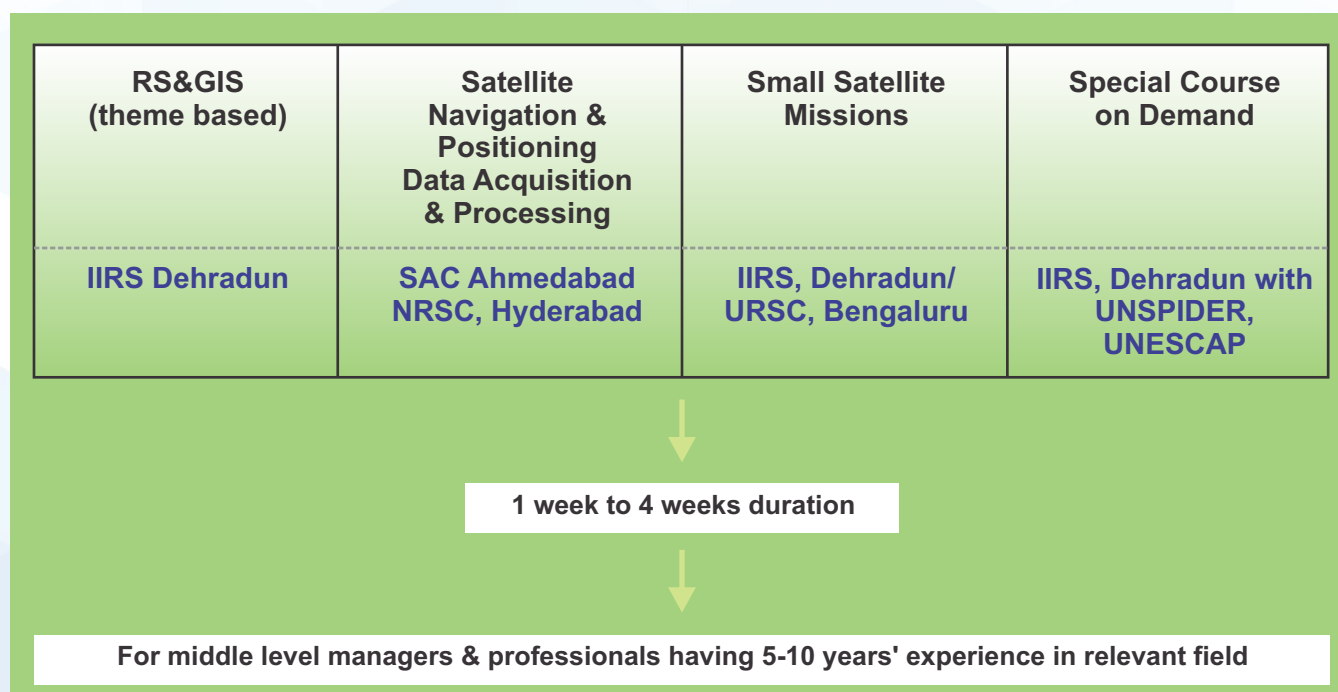 RS&GIS
(theme based)
IIRS Dehradun
Satellite
Navigation &
Positioning
Data Acquisition
& Processing
SAC Ahmedabad
NRSC, Hyderabad
Small Satellite
Missions
IIRS, Dehradun/
URSC, Bengaluru
Special Course
on Demand
IIRS, Dehradun with
UNSPIDER,
UNESCAP
1 week to 4 weeks duration
For middle level managers & professionals having 5-10 years' experience in relevant field